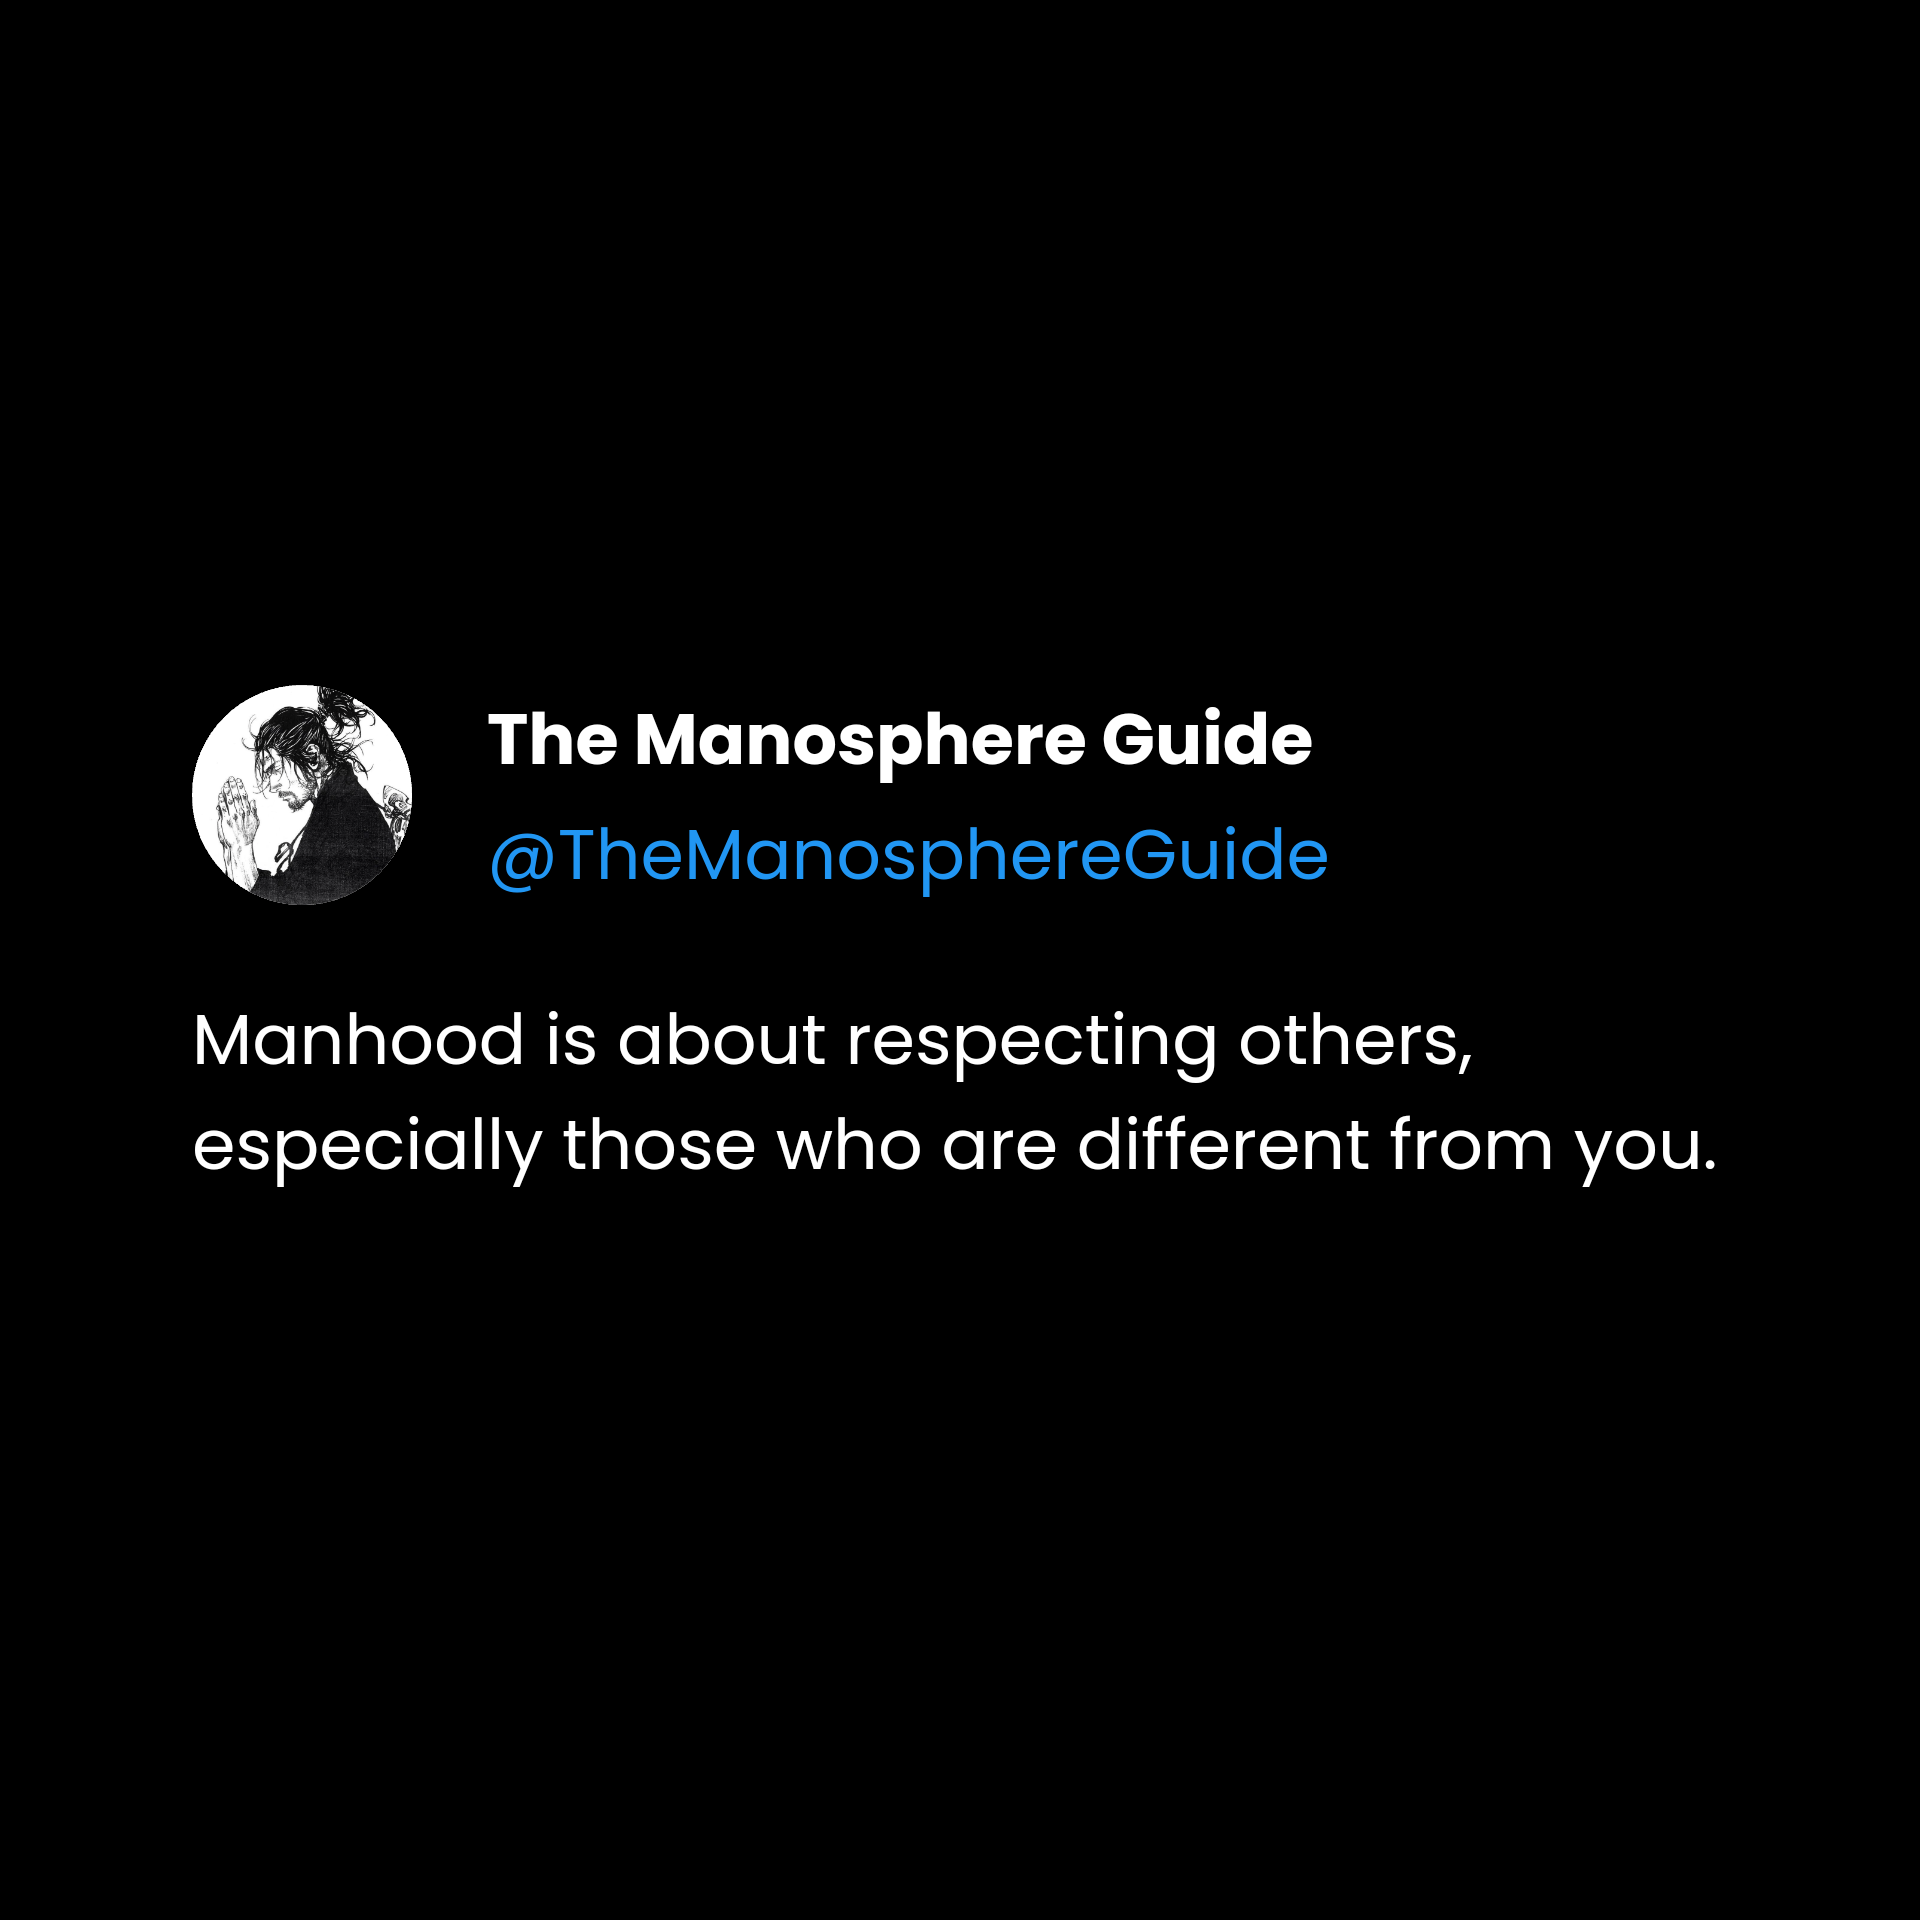 The Manosphere Guide
@TheManosphereGuide
Manhood is about respecting others,
especially those who are different from you.